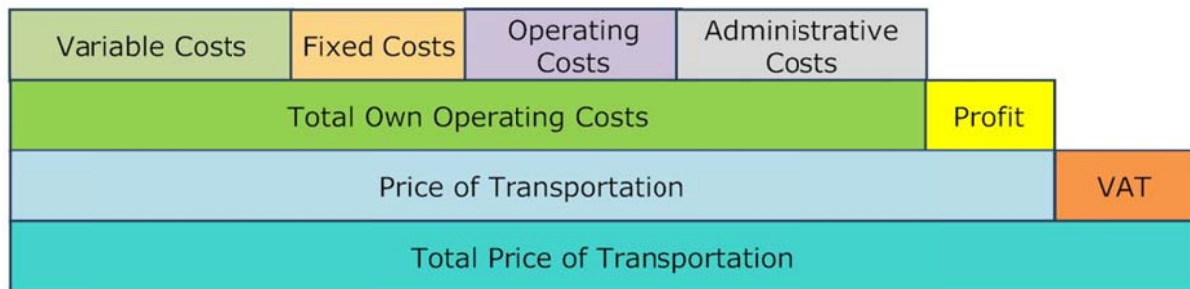 Variable Costs
Fixed Costs
Operating
Costs
Administrative
Costs
Total Own Operating Costs
Profit
Price of Transportation
VAT
Total Price of Transportation